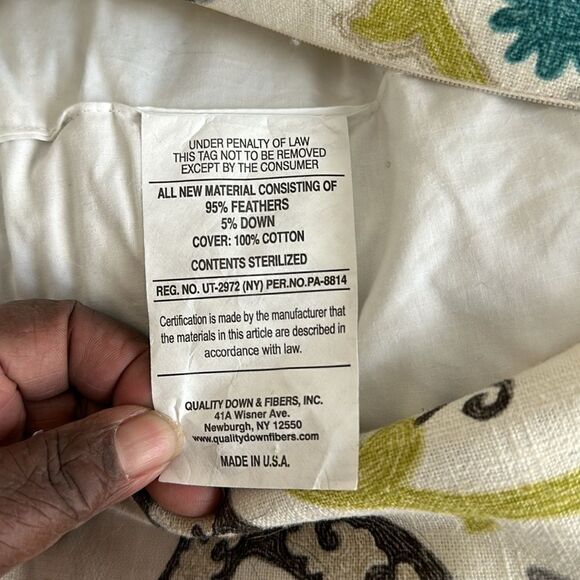 UNDER PENALTY OF LAW
THIS TAG NOT TO BE REMOVED
EXCEPT BY THE CONSUMER
ALL NEW MATERIAL CONSISTING OF
95% FEATHERS
5% DOWN
COVER: 100% COTTON
CONTENTS STERILIZED
REG. NO. UT-2972 (NY) PER.NO.PA-8814
Certification is made by the manufacturer that
the materials in this article are described in
accordance with law.
QUALITY DOWN & FIBERS, INC.
41A Wisner Ave.
Newburgh, NY 12550
www.qualitydownfibers.com
MADE IN U.S.A.